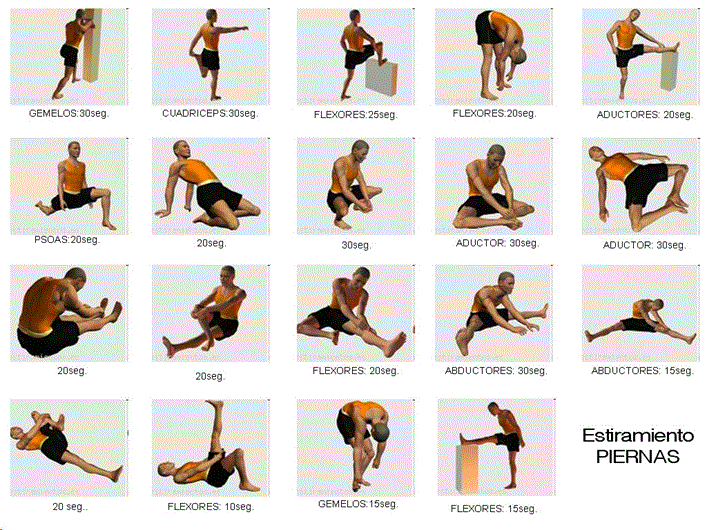 GEMELOS:30seg.
CUADRICEPS:30seg.
FLEXORES:25seg.
FLEXORES:20seg.
ADUCTORES: 20seg.
PSOAS:20seg.
20seg.
30seg.
ADUCTOR: 30seg.
ADUCTOR: 30seg.
20seg.
20seg.
FLEXORES: 20seg.
ABDUCTORES: 30seg.
ABDUCTORES: 15seg.
20 seg..
FLEXORES: 10seg.
GEMELOS:15seg.
FLEXORES: 15seg.
Estiramiento
PIERNAS